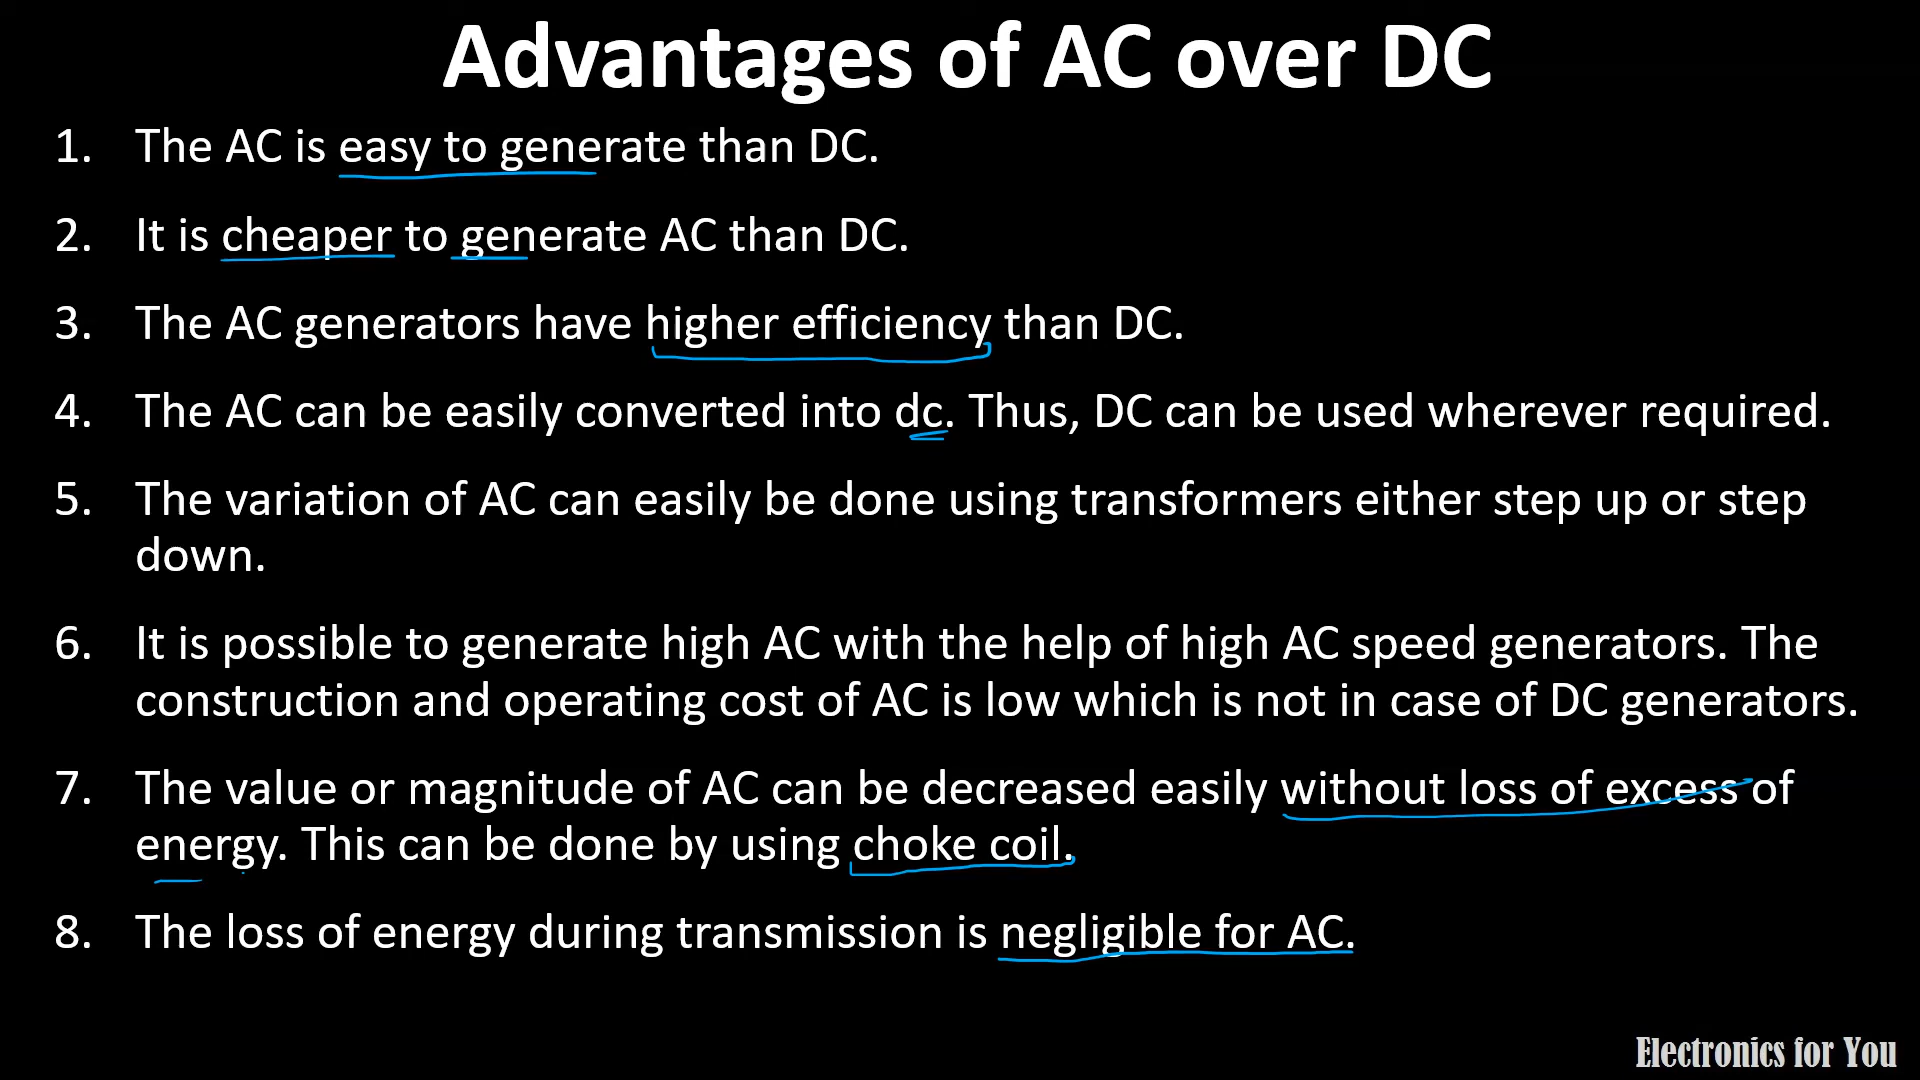 Advantages of AC over DC
1. The AC is easy to generate than DC.
2. It is cheaper to generate AC than DC.
3. The AC generators have higher efficiency than DC.
4. The AC can be easily converted into dc. Thus, DC can be used wherever required.
5. The variation of AC can easily be done using transformers either step up or step
down.
6. It is possible to generate high AC with the help of high AC speed generators. The
construction and operating cost of AC is low which is not in case of DC generators.
7. The value or magnitude of AC can be decreased easily without loss of excess of
energy. This can be done by using choke coil.
8. The loss of energy during transmission is negligible for AC.
Electronics for You